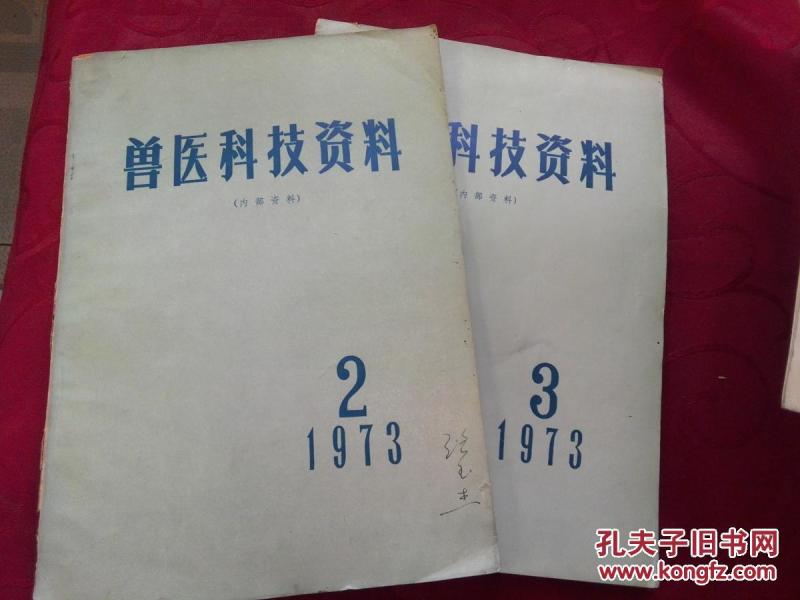 兽医科技资料
(内部资料)
2
1973
科技资料
内部资料)
3
1973
孔夫子旧书网
www.kongfz.com